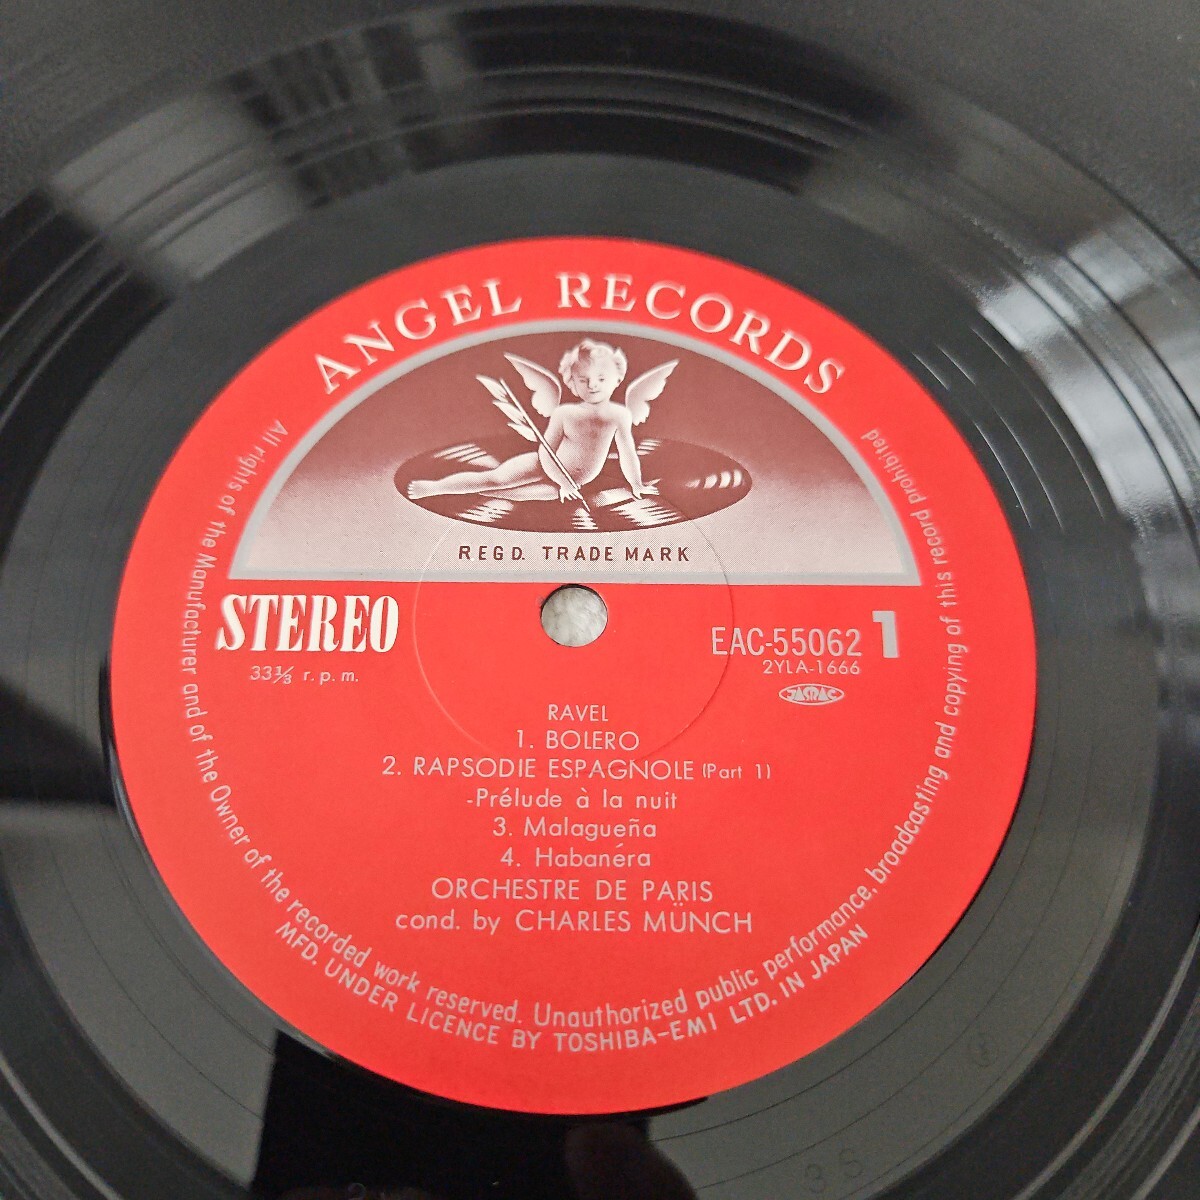 ANGEL RECORDS
REGD. TRADE MARK
STEREO
33⅓ r.p.m.
EAC-55062 1
2YLA-1666
JASRAC
RAVEL
1. BOLERO
2. RAPSODIE ESPAGNOLE (Part 1)
-Prélude à la nuit
3. Malagueña
4. Habanéra
ORCHESTRE DE PARIS
cond. by CHARLES MÜNCH
All rights of the Manufacturer and of the Owner of the recorded work reserved. Unauthorized public performance, broadcasting and copying of this record prohibited
MFD. UNDER LICENCE BY TOSHIBA-EMI LTD. IN JAPAN